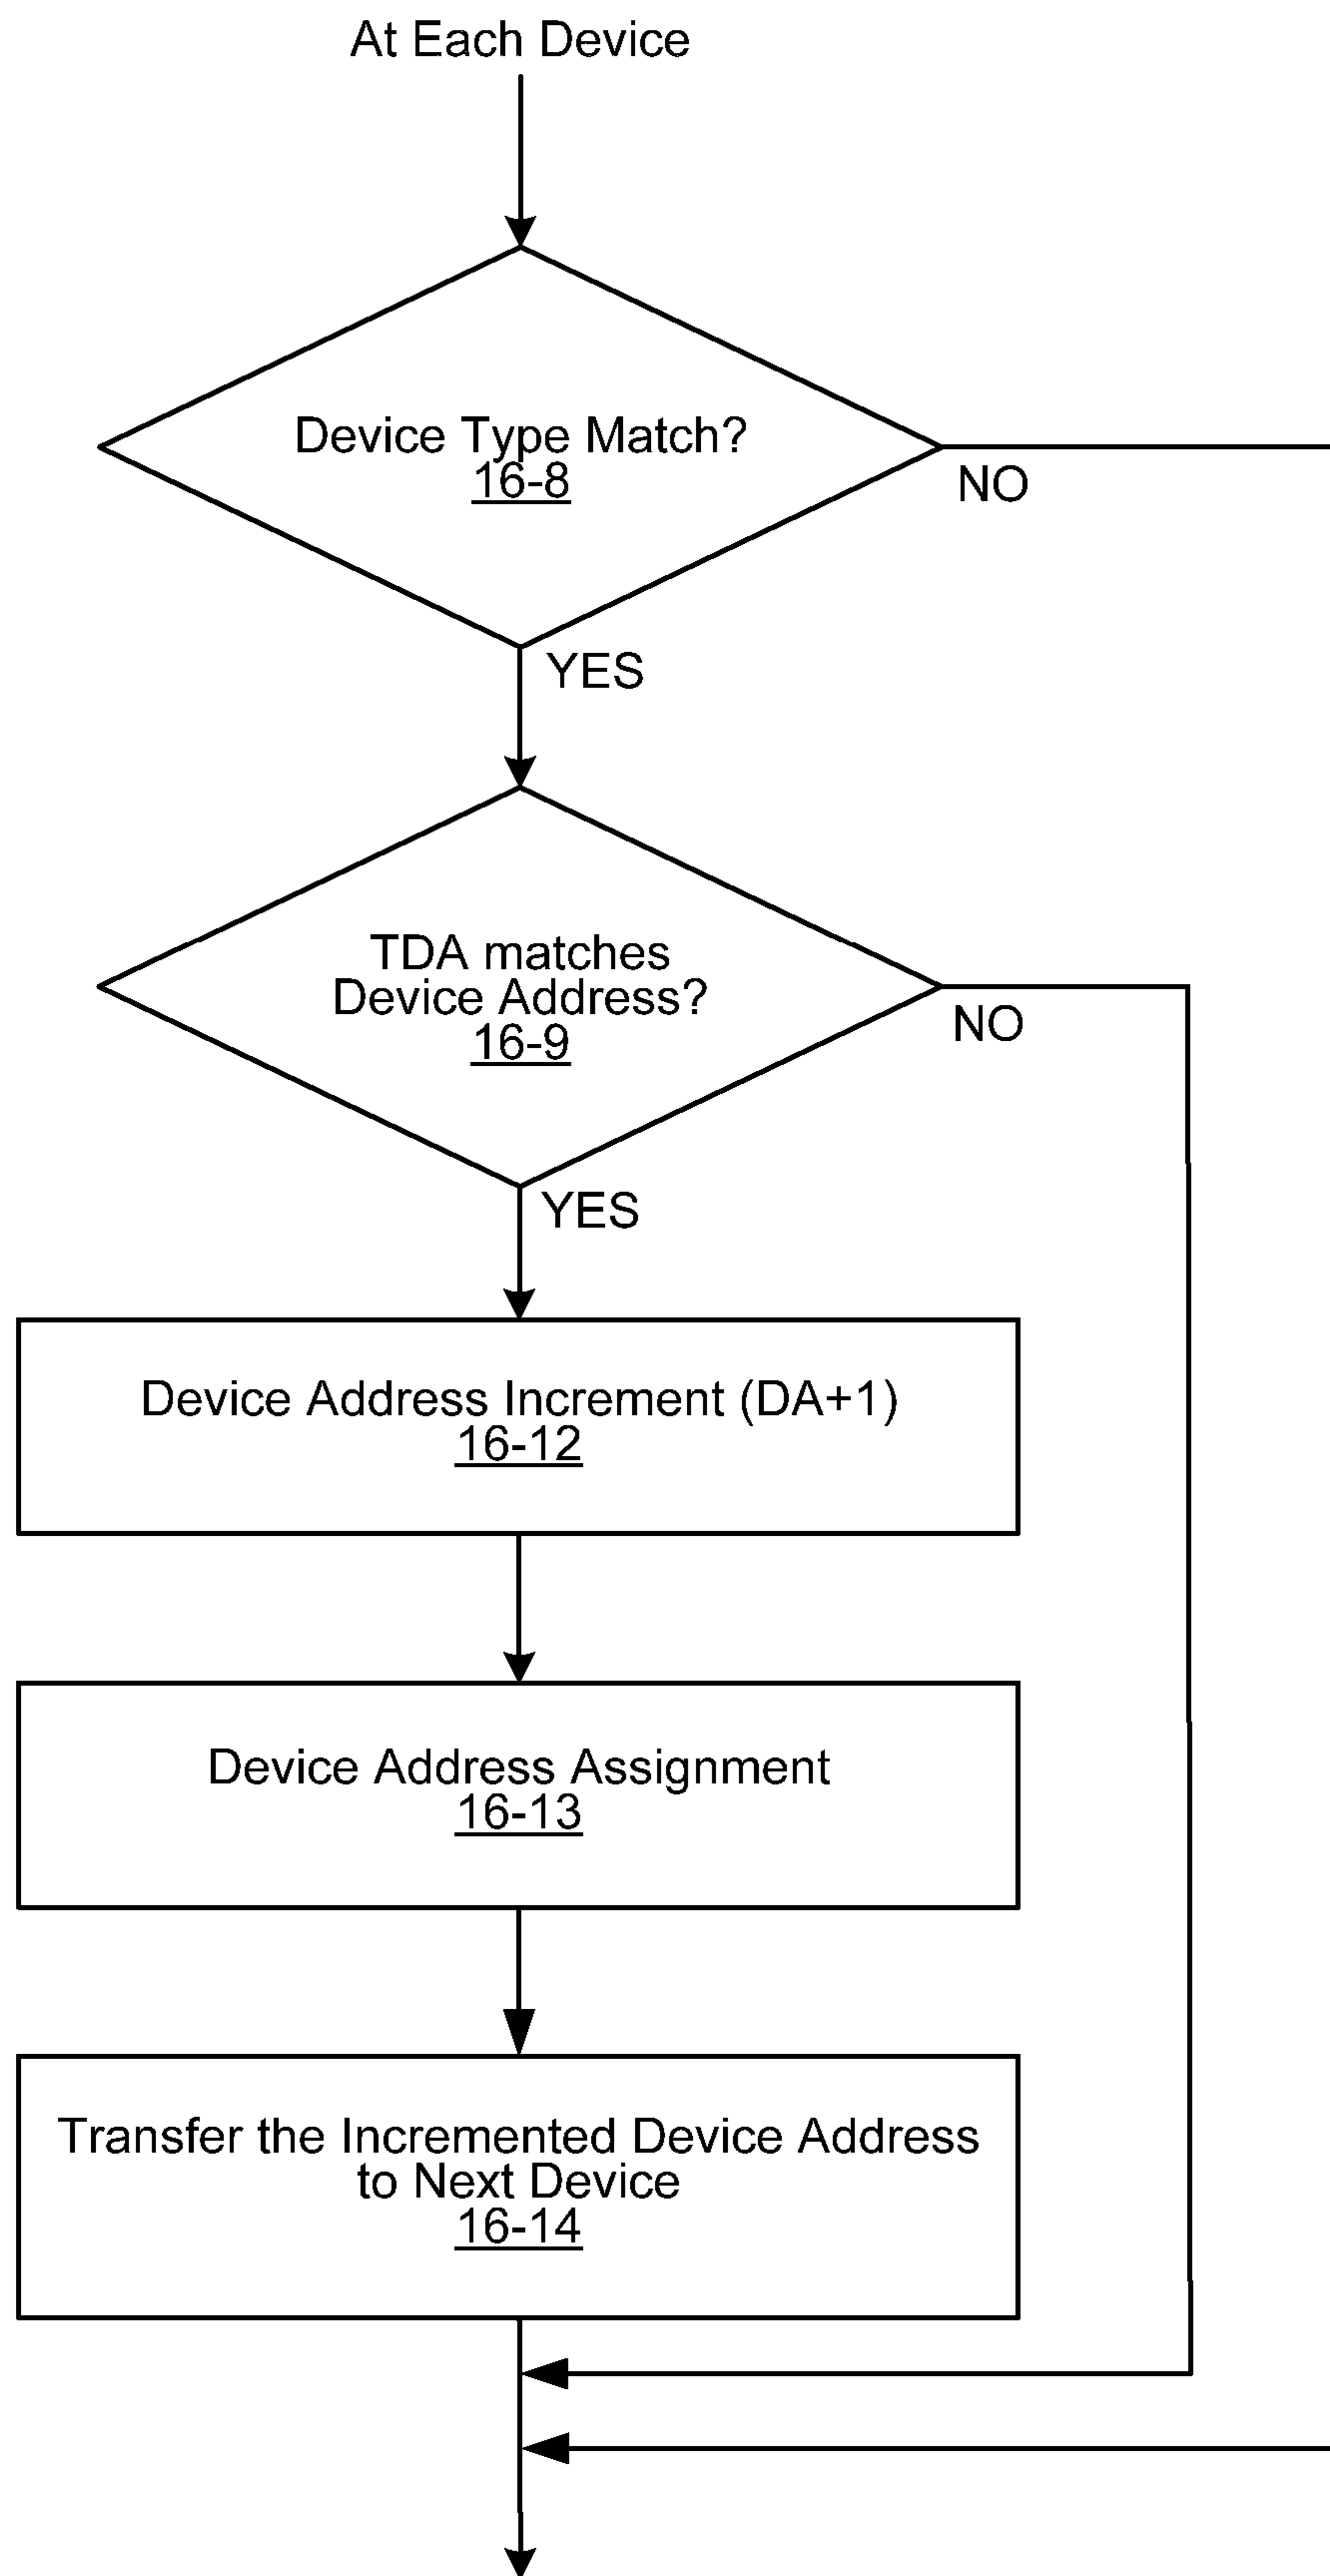 At Each Device
Device Type Match?
16-8
NO
YES
TDA matches
Device Address?
16-9
NO
YES
Device Address Increment (DA+1)
16-12
Device Address Assignment
16-13
Transfer the Incremented Device Address
to Next Device
16-14